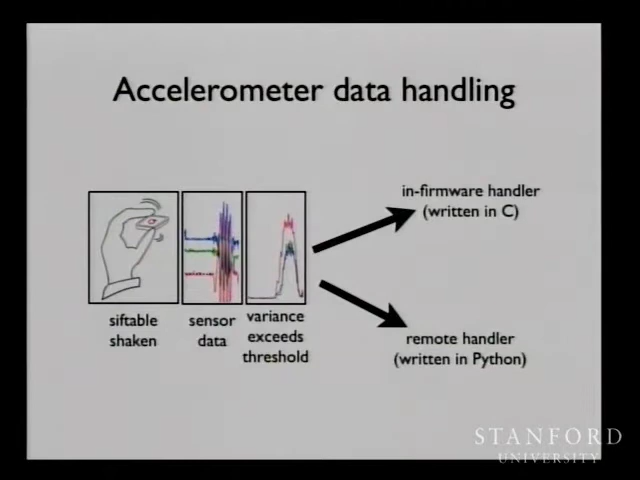 Accelerometer data handling
in-firmware handler
(written in C)
siftable
shaken
sensor
data
variance
exceeds
threshold
remote handler
(written in Python)
STANFORD
UNIVERSITY